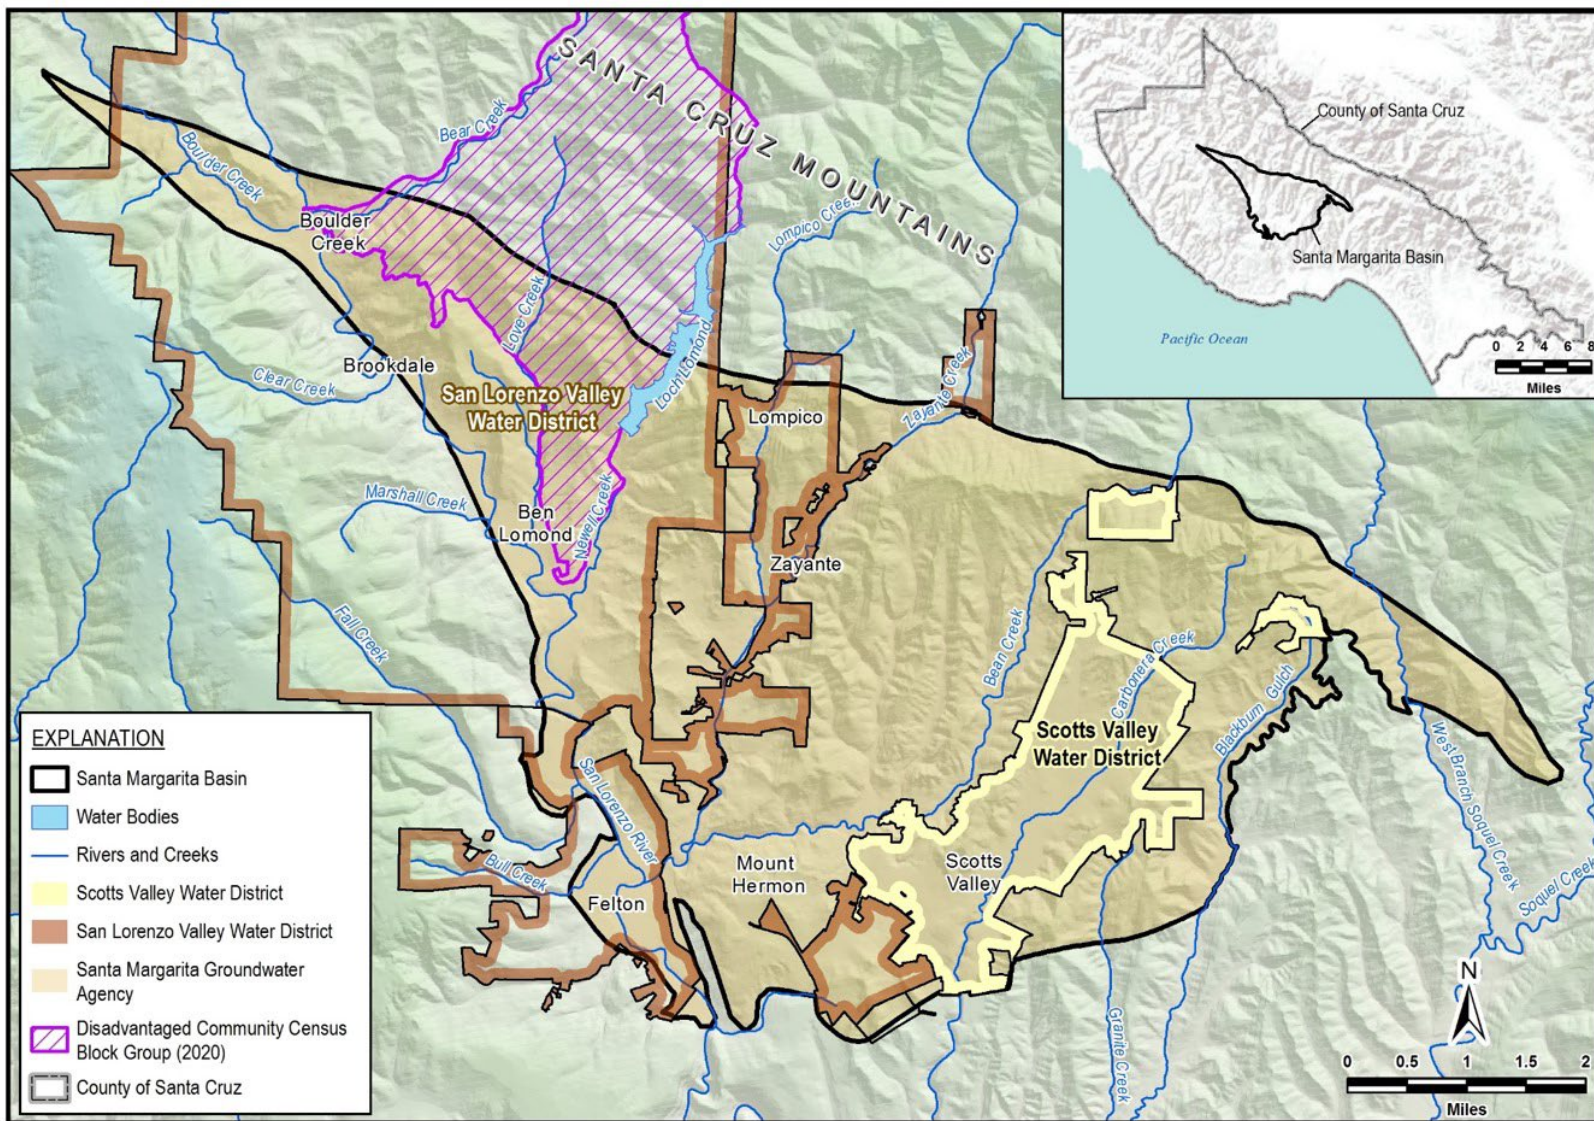 SANTA CRUZ MOUNTAINS
Bear Creek
Boulder Creek
Boulder
Creek
Lompico Creek
Love Creek
Loch Lomond
Brookdale
Clear Creek
San Lorenzo Valley
Water District
Lompico
Zayante Creek
Marshall Creek
Ben
Lomond
Newell Creek
Zayante
Fall Creek
Bean Creek
Carbonera Creek
Blackburn Gulch
Scotts Valley
Water District
West Branch Soquel Creek
Soquel Creek
San Lorenzo River
Bull Creek
Felton
Mount
Hermon
Scotts
Valley
Granite Creek
County of Santa Cruz
Santa Margarita Basin
Pacific Ocean
0 2 4 6 8
Miles
EXPLANATION
Santa Margarita Basin
Water Bodies
Rivers and Creeks
Scotts Valley Water District
San Lorenzo Valley Water District
Santa Margarita Groundwater
Agency
Disadvantaged Community Census
Block Group (2020)
County of Santa Cruz
N
0 0.5 1 1.5 2
Miles